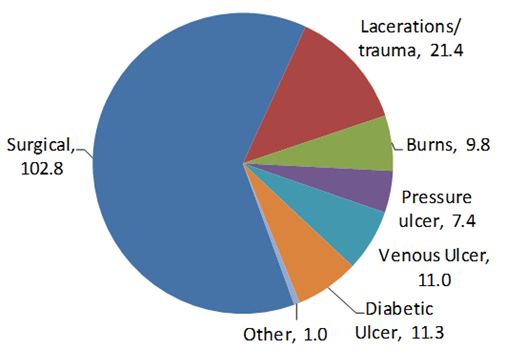 Lacerations/
trauma, 21.4
Surgical,
102.8
Burns, 9.8
Pressure
ulcer, 7.4
Venous Ulcer,
11.0
Diabetic
Ulcer, 11.3
Other, 1.0